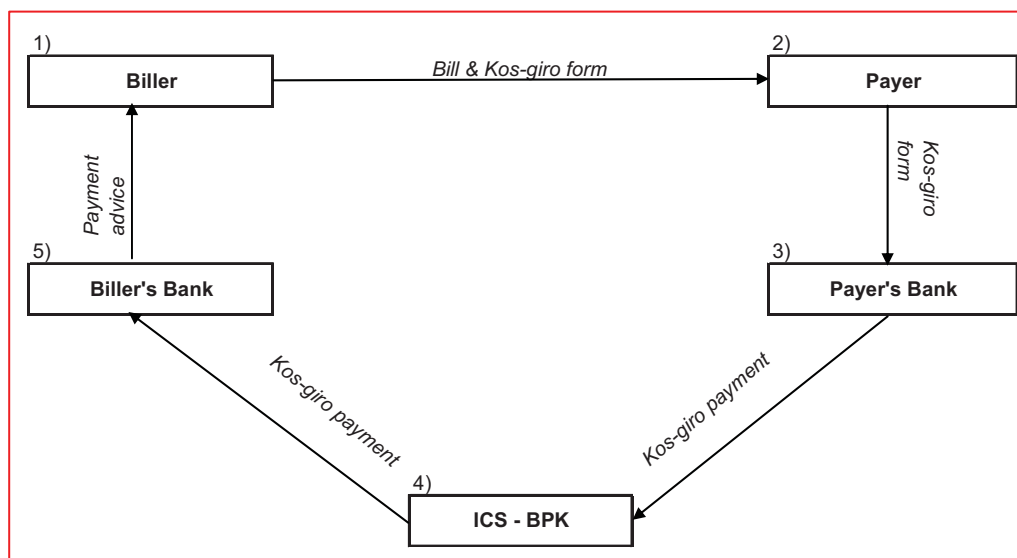 1)
Biller
Bill & Kos-giro form
2)
Payer
Kos-giro
form
3)
Payer's Bank
Kos-giro payment
4)
ICS - BPK
Kos-giro payment
5)
Biller's Bank
Payment
advice